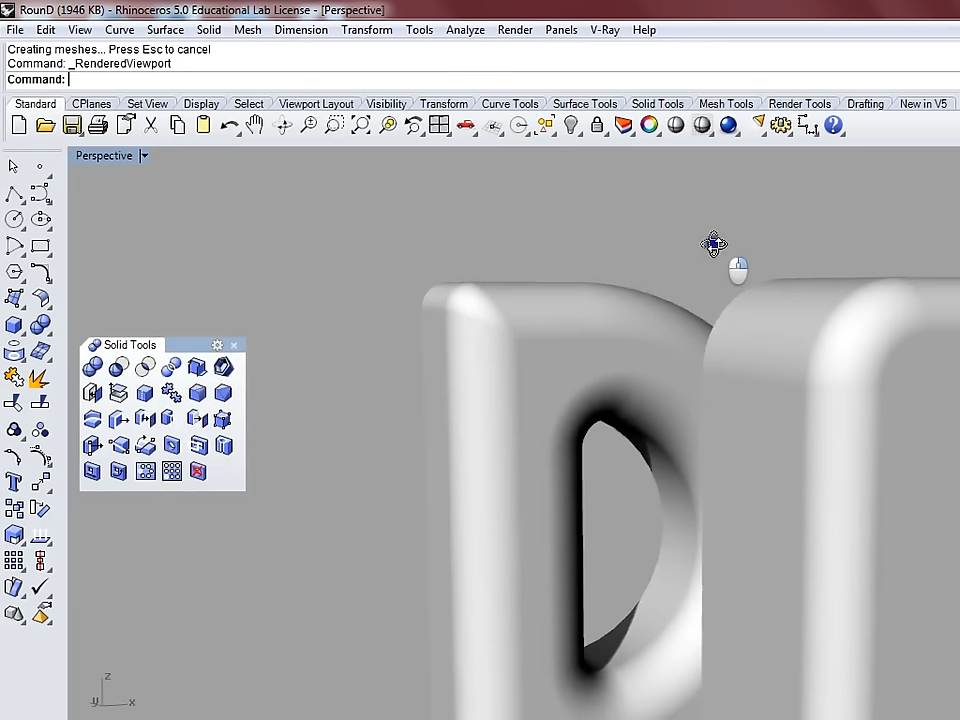 RounD (1946 KB) - Rhinoceros 5.0 Educational Lab License - [Perspective]
File Edit View Curve Surface Solid Mesh Dimension Transform Tools Analyze Render Panels V-Ray Help
Creating meshes... Press Esc to cancel
Command: _RenderedViewport
Command:
Standard CPlanes Set View Display Select Viewport Layout Visibility Transform Curve Tools Surface Tools Solid Tools Mesh Tools Render Tools Drafting New in V5
Perspective
Solid Tools
z
y x